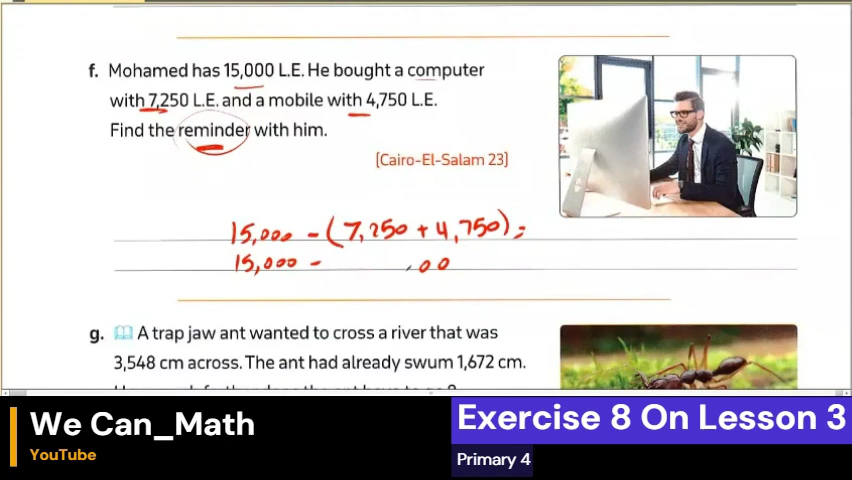 f. Mohamed has 15,000 L.E. He bought a computer
with 7,250 L.E. and a mobile with 4,750 L.E.
Find the reminder with him.
[Cairo-El-Salam 23]
15,000 - (7,250 + 4,750) =
15,000 - 00
g. A trap jaw ant wanted to cross a river that was
3,548 cm across. The ant had already swum 1,672 cm.
We Can_Math
YouTube
Exercise 8 On Lesson 3
Primary 4